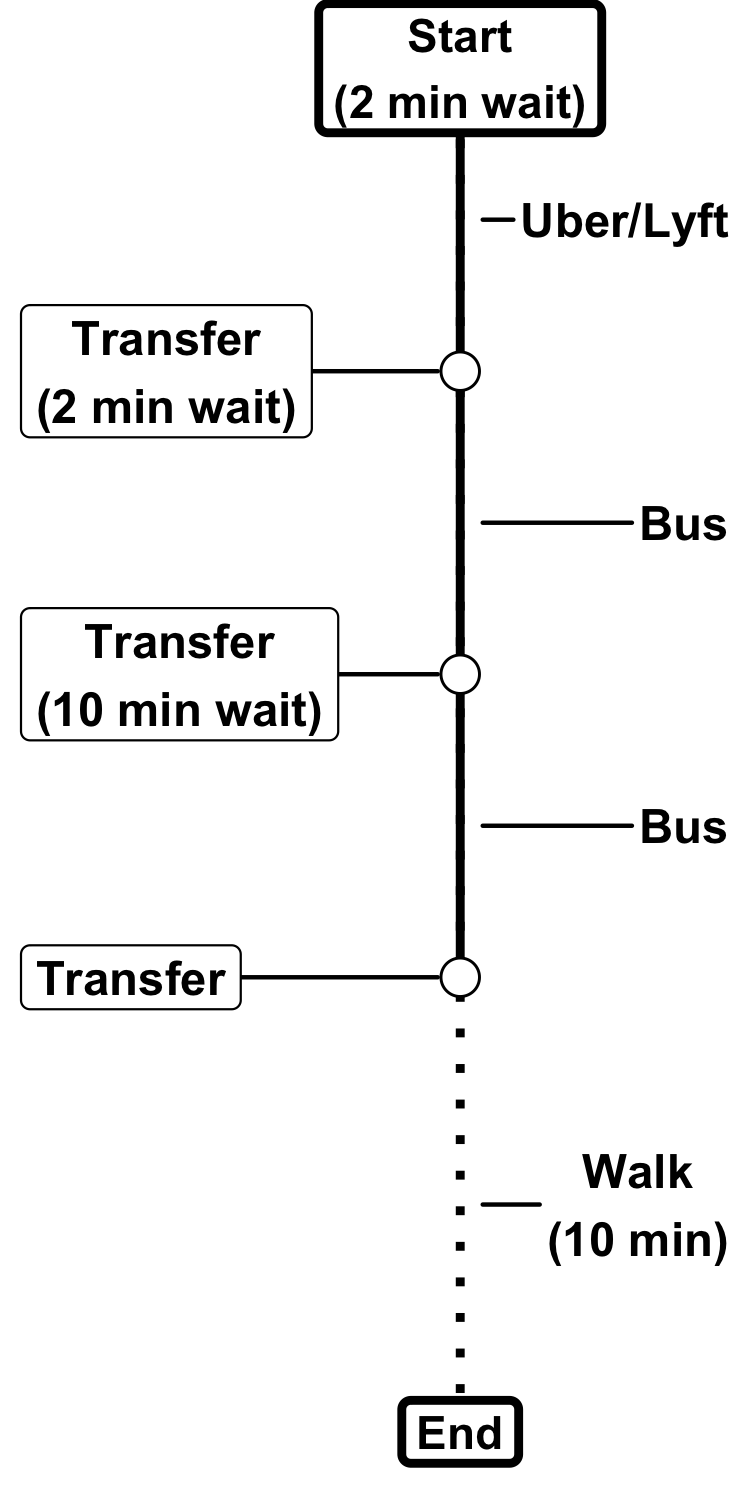 Start
(2 min wait)
Uber/Lyft
Transfer
(2 min wait)
Bus
Transfer
(10 min wait)
Bus
Transfer
Walk
(10 min)
End